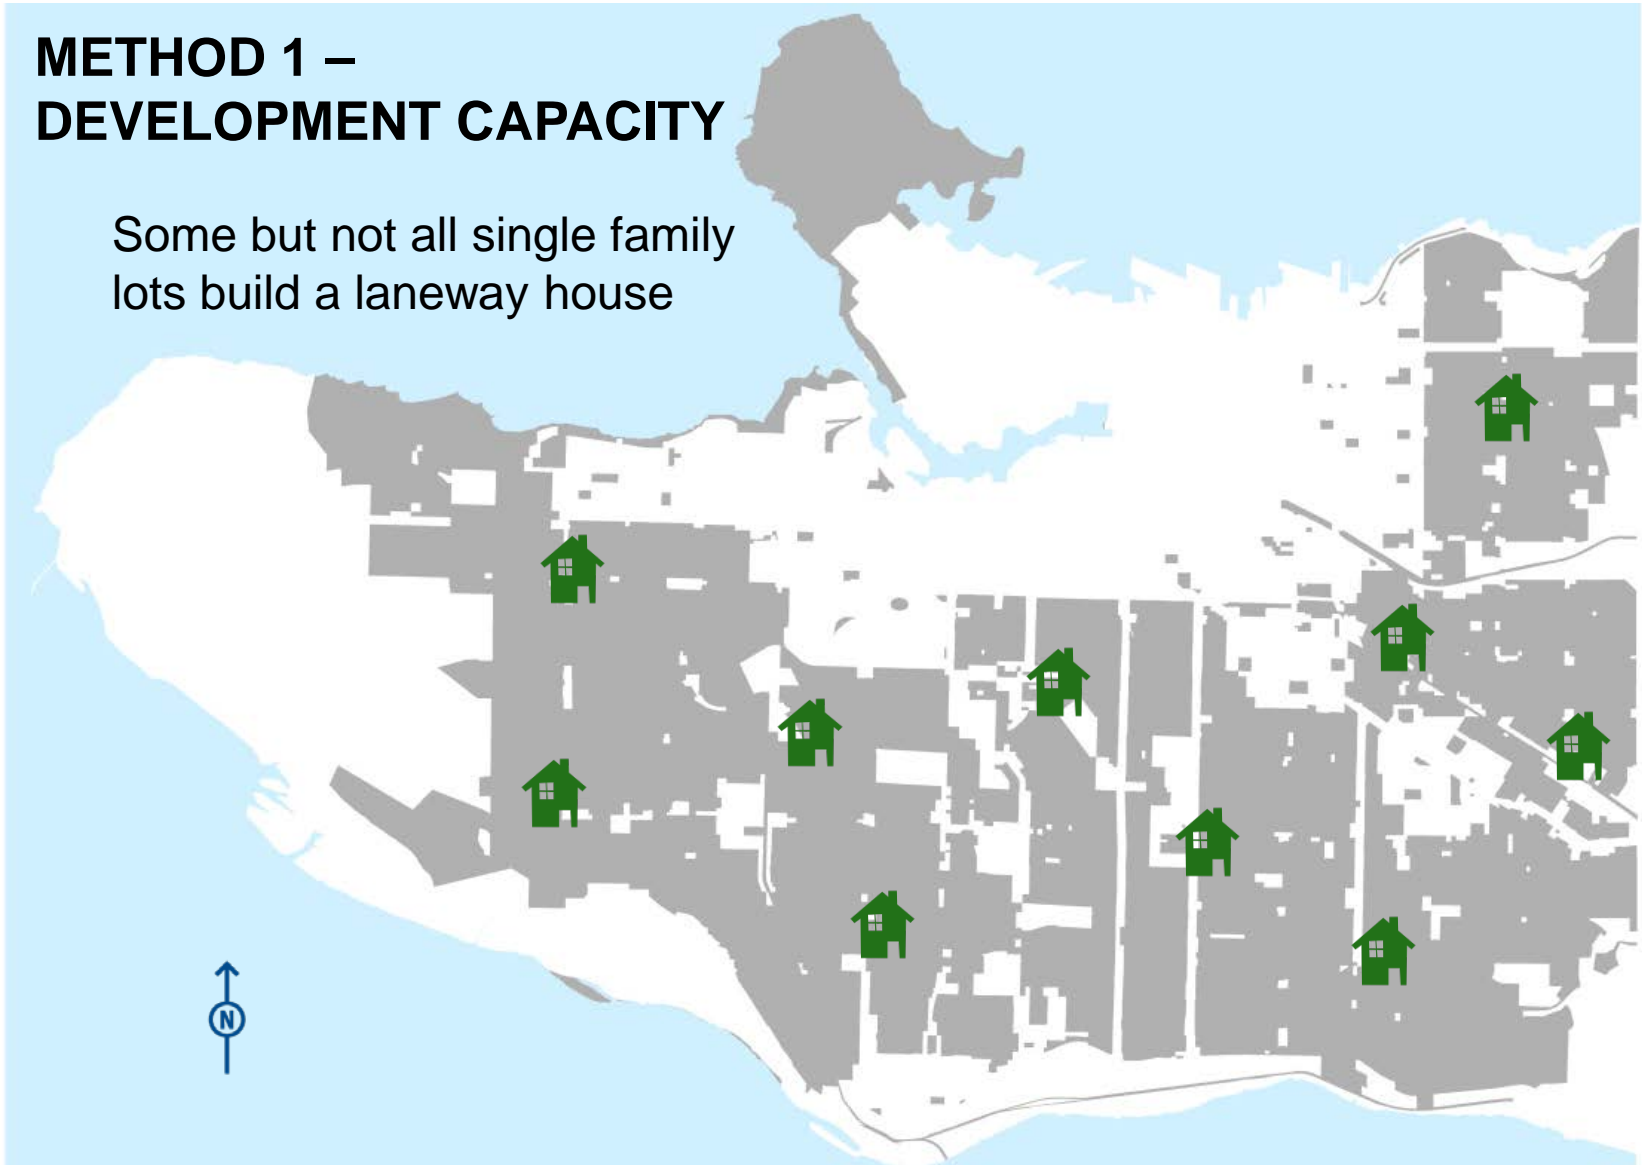 METHOD 1 –
DEVELOPMENT CAPACITY
Some but not all single family
lots build a laneway house
N